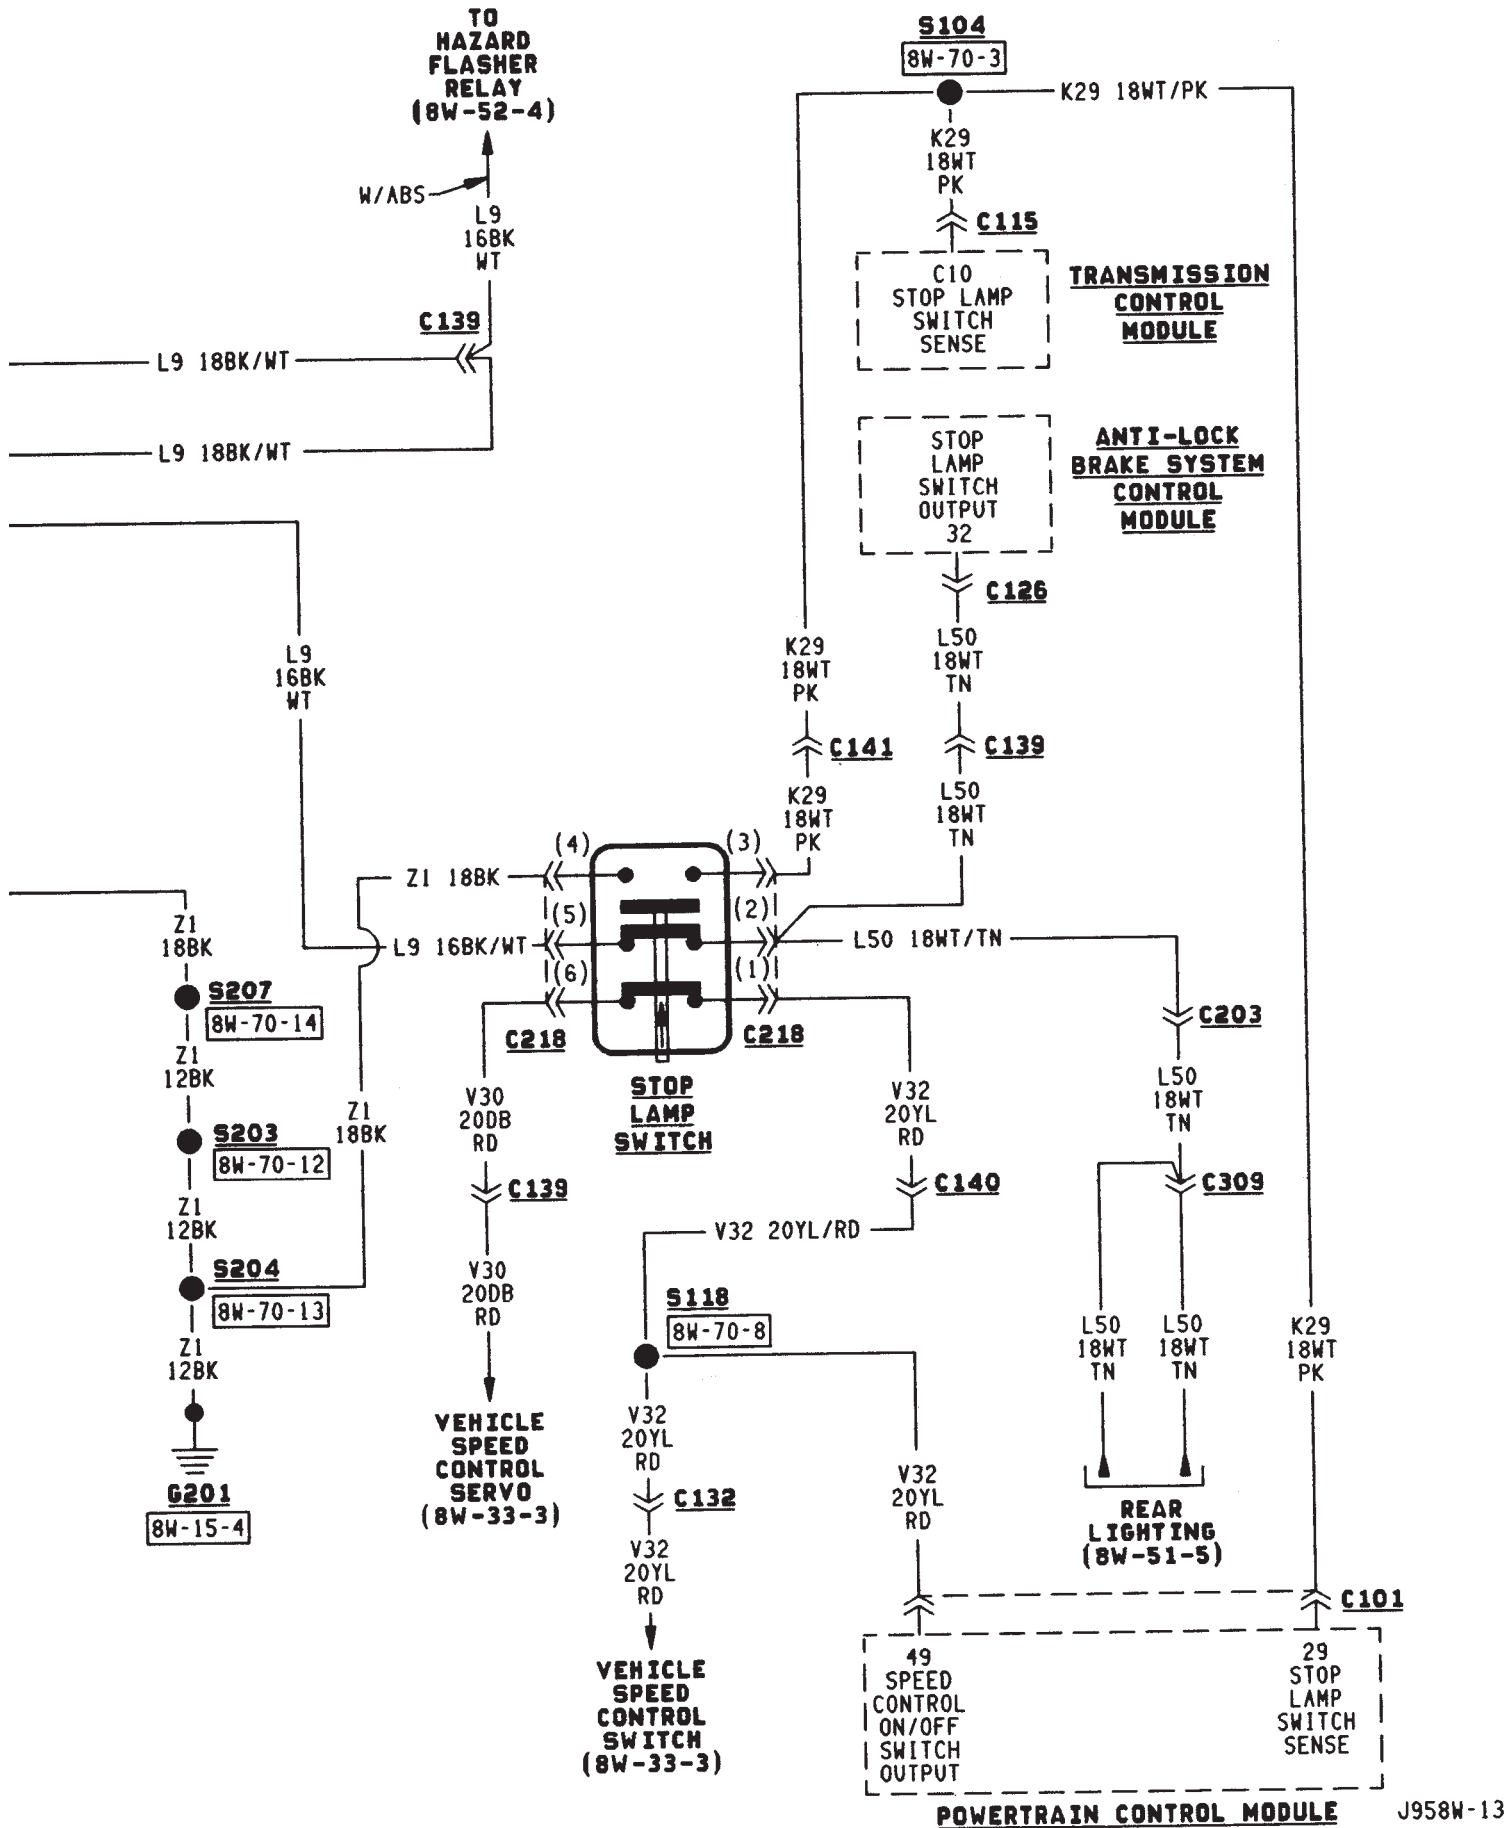 TO
HAZARD
FLASHER
RELAY
(8W-52-4)
W/ABS
L9
16BK
WT
C139
L9 18BK/WT
L9 18BK/WT
L9
16BK
WT
S104
8W-70-3
K29 18WT/PK
K29
18WT
PK
C115
C10
STOP LAMP
SWITCH
SENSE
TRANSMISSION
CONTROL
MODULE
STOP
LAMP
SWITCH
OUTPUT
32
ANTI-LOCK
BRAKE SYSTEM
CONTROL
MODULE
C126
L50
18WT
TN
K29
18WT
PK
C141
C139
K29
18WT
PK
L50
18WT
TN
(4)
(3)
Z1 18BK
(5)
(2)
L9 16BK/WT
L50 18WT/TN
(6)
(1)
C218
C218
STOP
LAMP
SWITCH
Z1
18BK
S207
8W-70-14
Z1
12BK
S203
8W-70-12
Z1
18BK
Z1
12BK
S204
8W-70-13
Z1
12BK
G201
8W-15-4
V30
20DB
RD
C139
V30
20DB
RD
VEHICLE
SPEED
CONTROL
SERVO
(8W-33-3)
V32
20YL
RD
C140
V32 20YL/RD
S118
8W-70-8
V32
20YL
RD
C132
V32
20YL
RD
VEHICLE
SPEED
CONTROL
SWITCH
(8W-33-3)
V32
20YL
RD
C203
L50
18WT
TN
C309
L50
18WT
TN
L50
18WT
TN
K29
18WT
PK
REAR
LIGHTING
(8W-51-5)
C101
49
SPEED
CONTROL
ON/OFF
SWITCH
OUTPUT
29
STOP
LAMP
SWITCH
SENSE
POWERTRAIN CONTROL MODULE
J958W-13